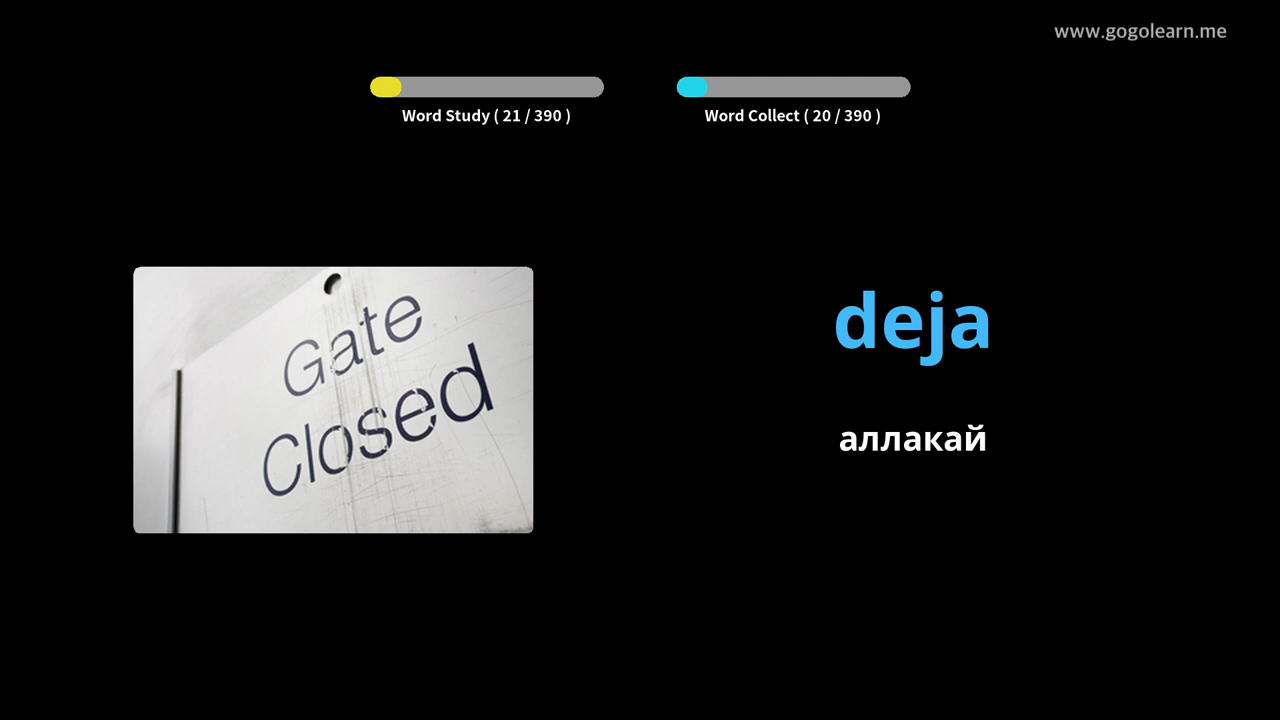 www.gogolearn.me
Word Study ( 21 / 390 )
Word Collect ( 20 / 390 )
Gate
Closed
deja
аллакай